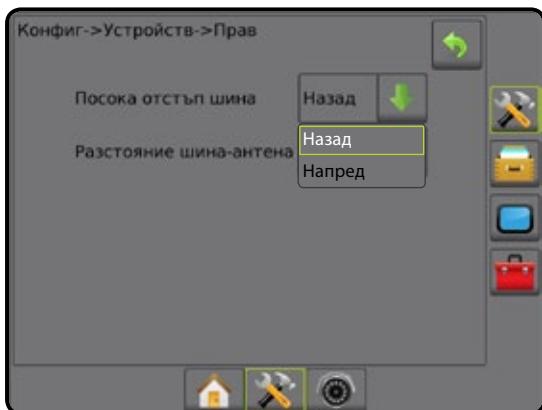 Конфиг->Устройств->Прав
Посока отстъп шина Назад
Назад
Разстояние шина-антена
Напред